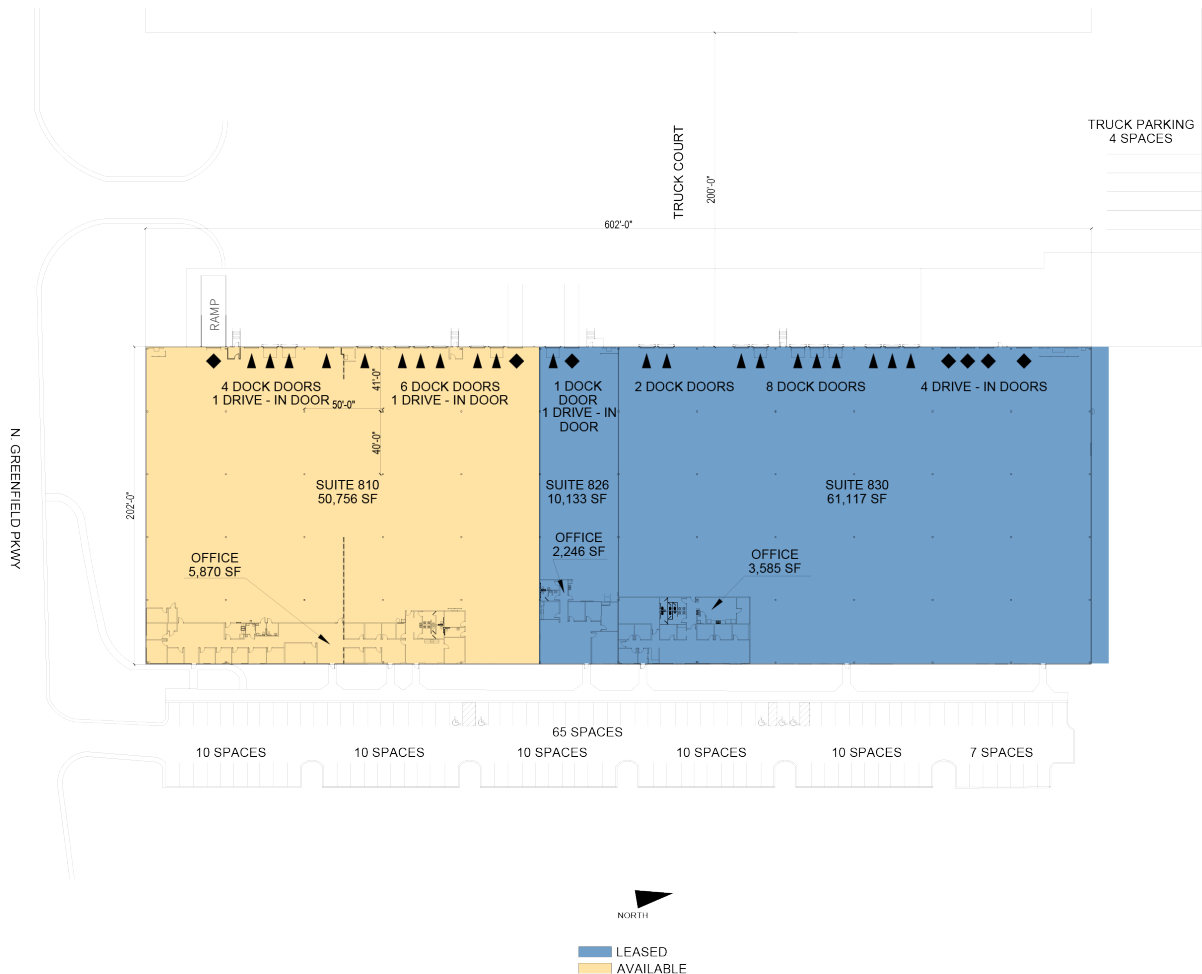 TRUCK PARKING
4 SPACES
TRUCK COURT
200'-0"
602'-0"
RAMP
4 DOCK DOORS
1 DRIVE - IN DOOR
41'-0"
50'-0"
6 DOCK DOORS
1 DRIVE - IN DOOR
1 DOCK
DOOR
1 DRIVE - IN
DOOR
2 DOCK DOORS
8 DOCK DOORS
4 DRIVE - IN DOORS
40'-0"
N. GREENFIELD PKWY
202'-0"
SUITE 810
50,756 SF
SUITE 826
10,133 SF
SUITE 830
61,117 SF
OFFICE
5,870 SF
OFFICE
2,246 SF
OFFICE
3,585 SF
65 SPACES
10 SPACES
10 SPACES
10 SPACES
10 SPACES
10 SPACES
7 SPACES
NORTH
LEASED
AVAILABLE